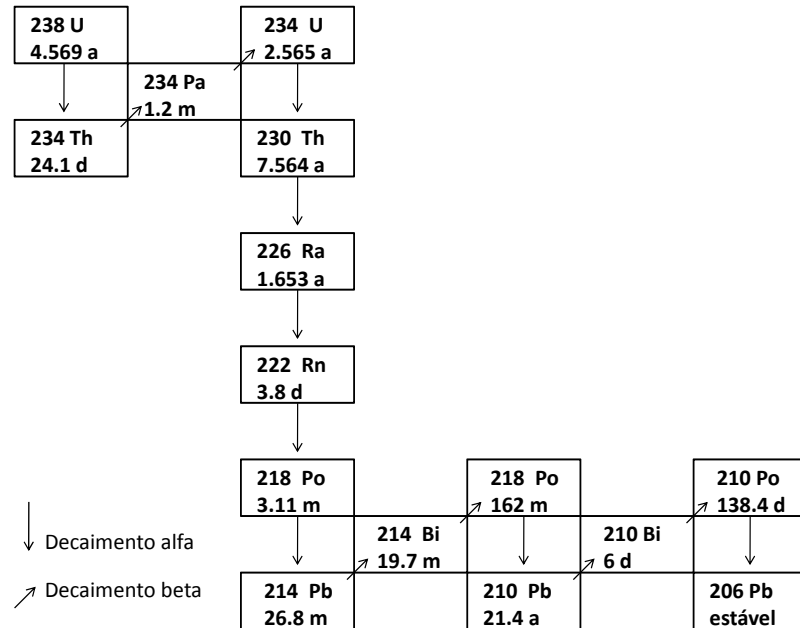 238 U
4.569 a
234 U
2.565 a
234 Pa
1.2 m
234 Th
24.1 d
230 Th
7.564 a
226 Ra
1.653 a
222 Rn
3.8 d
218 Po
3.11 m
218 Po
162 m
210 Po
138.4 d
214 Bi
19.7 m
210 Bi
6 d
214 Pb
26.8 m
210 Pb
21.4 a
206 Pb
estável
Decaimento alfa
Decaimento beta